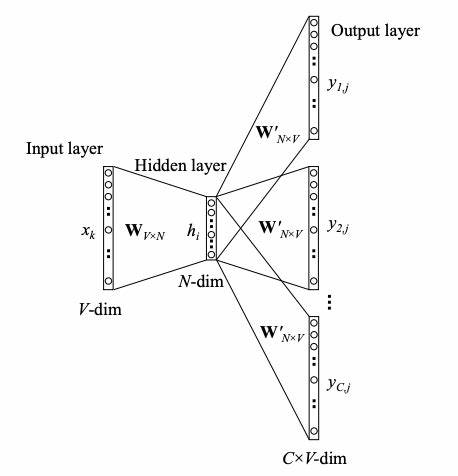 Output layer
y1,j
W'N×V
Input layer
Hidden layer
xk
WV×N
hi
W'N×V
y2,j
N-dim
V-dim
W'N×V
yC,j
C×V-dim